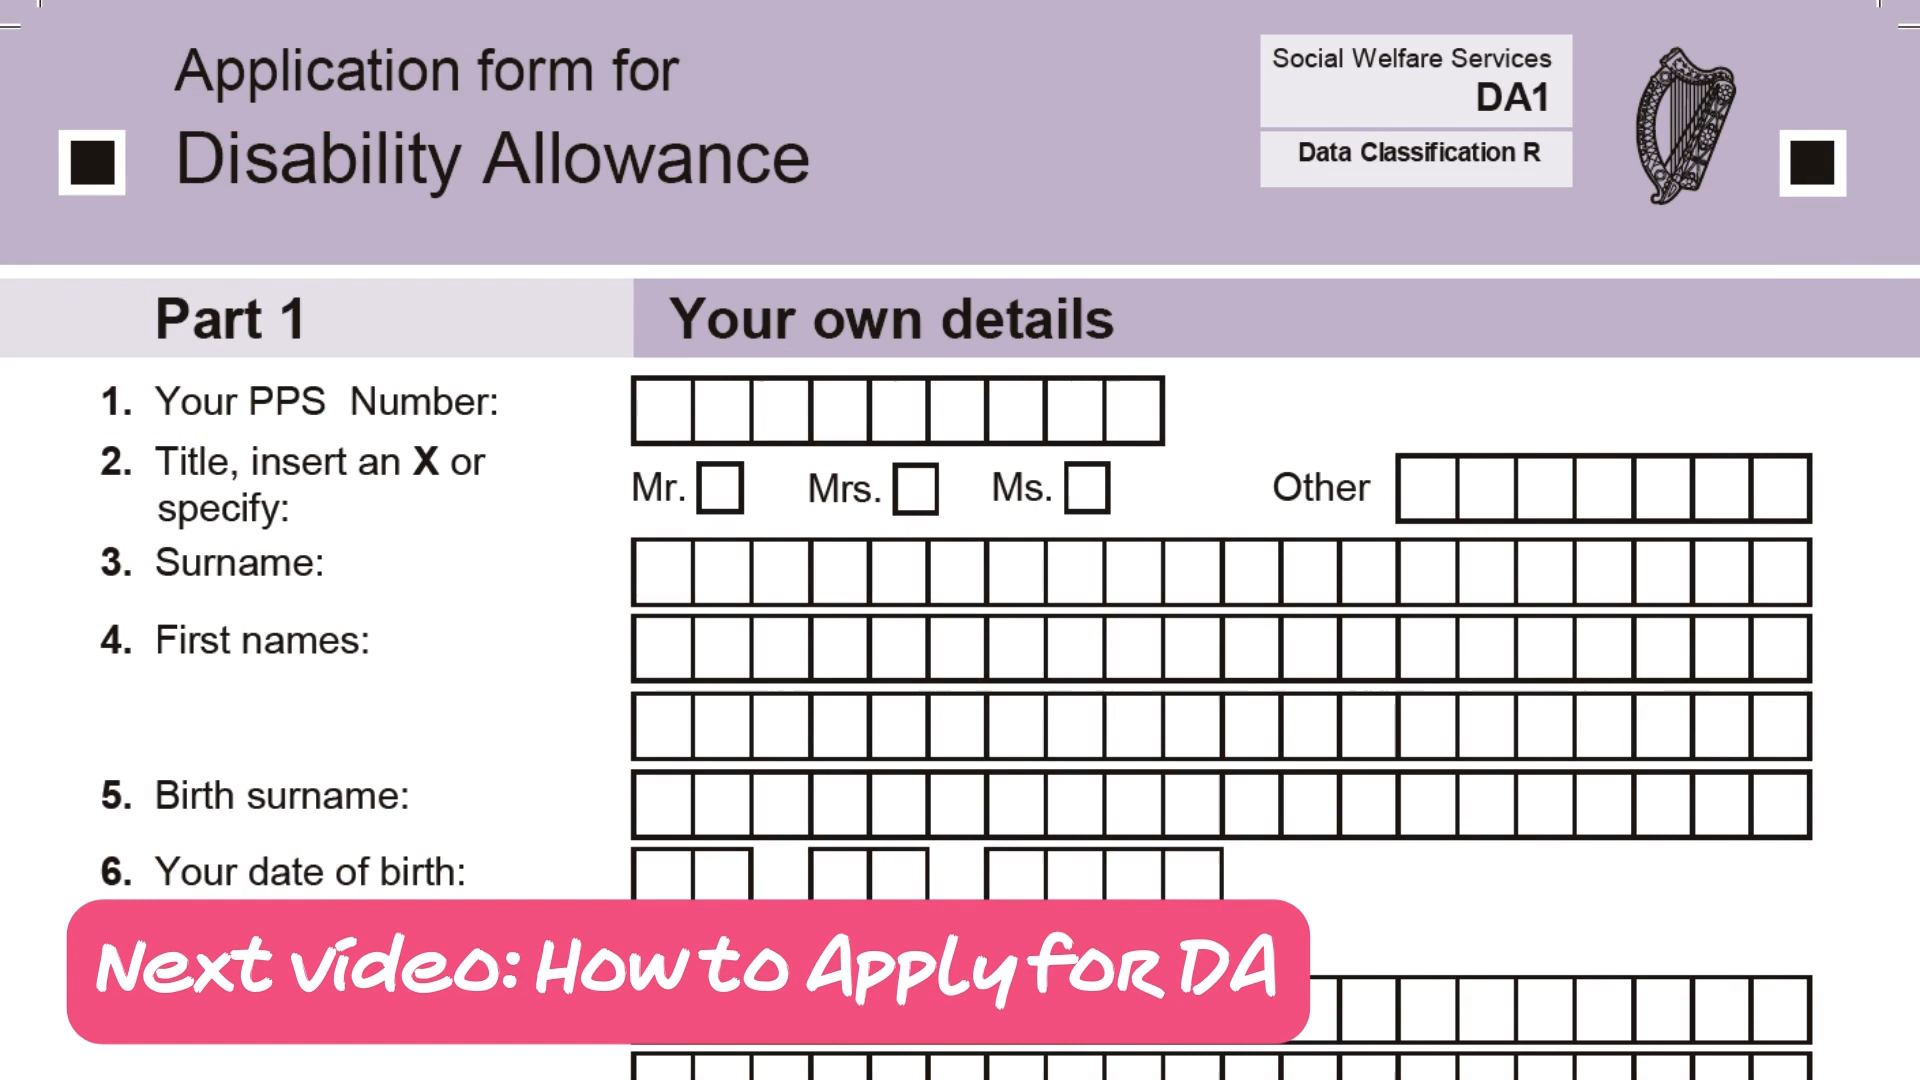 Application form for
Disability Allowance
Social Welfare Services
DA1
Data Classification R
Part 1
Your own details
1. Your PPS Number:
2. Title, insert an X or
specify:
Mr. Mrs. Ms. Other
3. Surname:
4. First names:
5. Birth surname:
6. Your date of birth:
Next video: How to Apply for DA